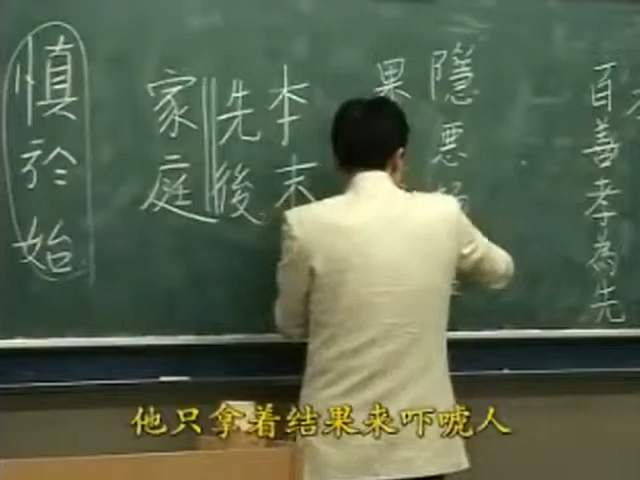 百善孝為先
隱惡
果
本末
先後
家庭
慎於始
他只拿着结果来吓唬人